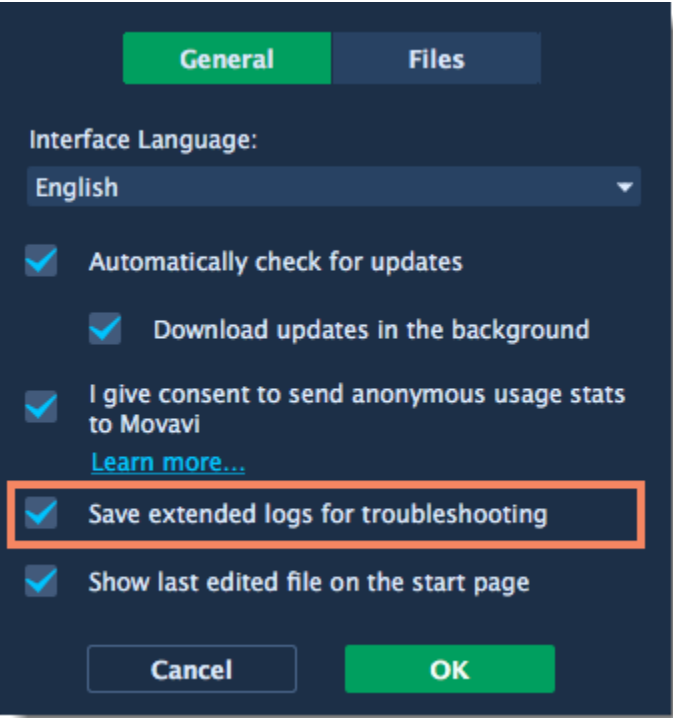 General Files
Interface Language:
English
Automatically check for updates
Download updates in the background
I give consent to send anonymous usage stats
to Movavi
Learn more...
Save extended logs for troubleshooting
Show last edited file on the start page
Cancel OK